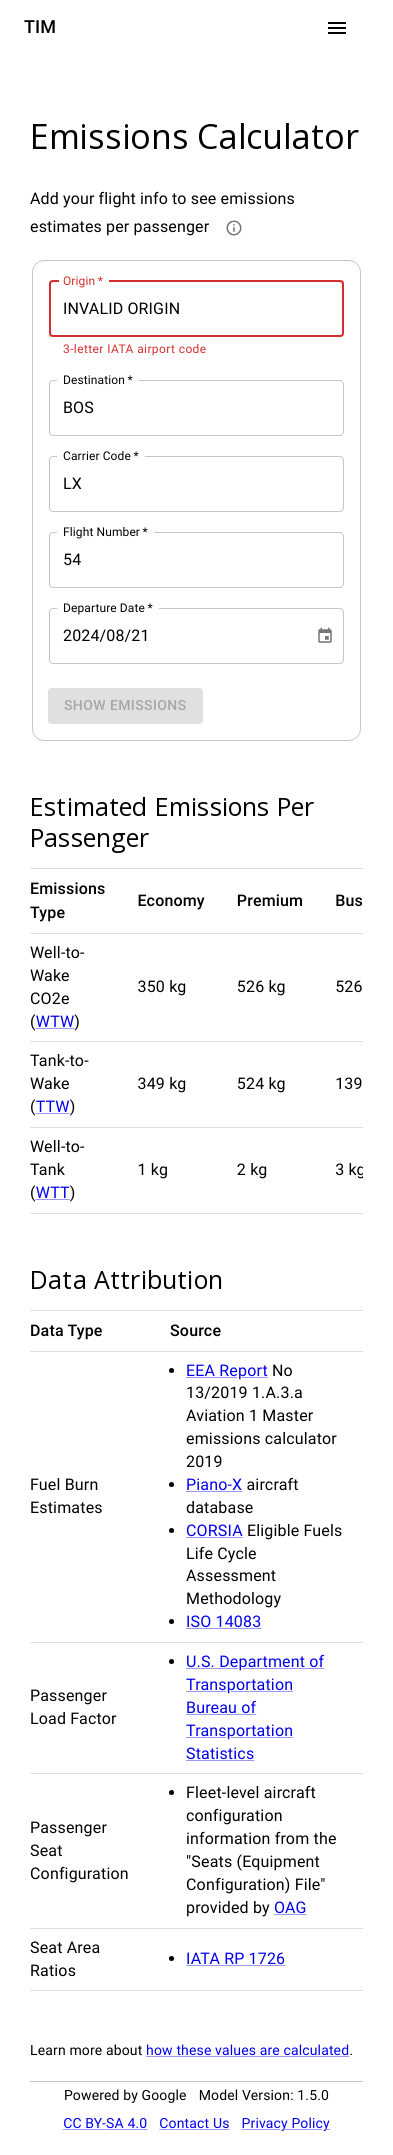 TIM
Emissions Calculator
Add your flight info to see emissions
estimates per passenger
Origin *
INVALID ORIGIN
3-letter IATA airport code
Destination *
BOS
Carrier Code *
LX
Flight Number *
54
Departure Date *
2024/08/21
SHOW EMISSIONS
Estimated Emissions Per
Passenger
Emissions
Type
Economy
Premium
Bus
Well-to-
Wake
CO2e
(WTW)
350 kg
526 kg
526
Tank-to-
Wake
(TTW)
349 kg
524 kg
139
Well-to-
Tank
(WTT)
1 kg
2 kg
3 kg
Data Attribution
Data Type
Source
Fuel Burn
Estimates
• EEA Report No
13/2019 1.A.3.a
Aviation 1 Master
emissions calculator
2019
• Piano-X aircraft
database
• CORSIA Eligible Fuels
Life Cycle
Assessment
Methodology
• ISO 14083
Passenger
Load Factor
• U.S. Department of
Transportation
Bureau of
Transportation
Statistics
Passenger
Seat
Configuration
• Fleet-level aircraft
configuration
information from the
"Seats (Equipment
Configuration) File"
provided by OAG
Seat Area
Ratios
• IATA RP 1726
Learn more about how these values are calculated.
Powered by Google Model Version: 1.5.0
CC BY-SA 4.0 Contact Us Privacy Policy